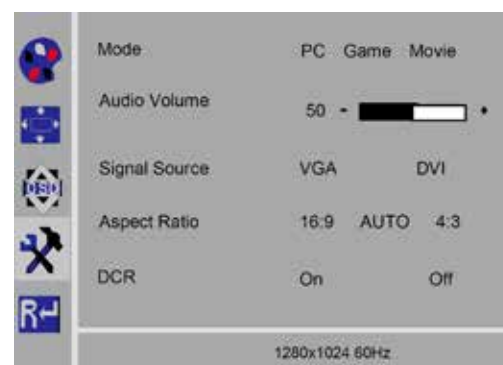 Mode PC Game Movie
Audio Volume 50 - +
Signal Source VGA DVI
OSD
Aspect Ratio 16:9 AUTO 4:3
DCR On Off
R
1280x1024 60Hz